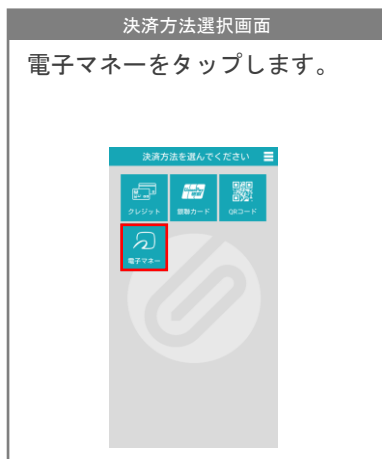 決済方法選択画面
電子マネーをタップします。
決済方法を選んでください
クレジット
銀聯カード
QRコード
電子マネー